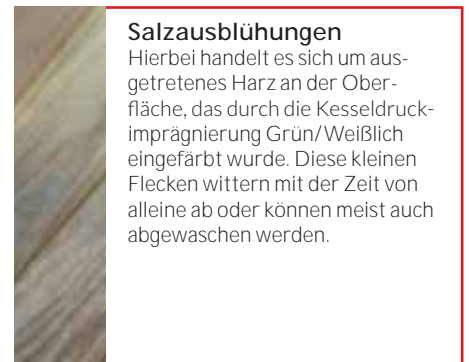 Salzausblühungen
Hierbei handelt es sich um aus-
getretenes Harz an der Ober-
fläche, das durch die Kesseldruck-
imprägnierung Grün/Weißlich
eingefärbt wurde. Diese kleinen
Flecken wittern mit der Zeit von
alleine ab oder können meist auch
abgewaschen werden.